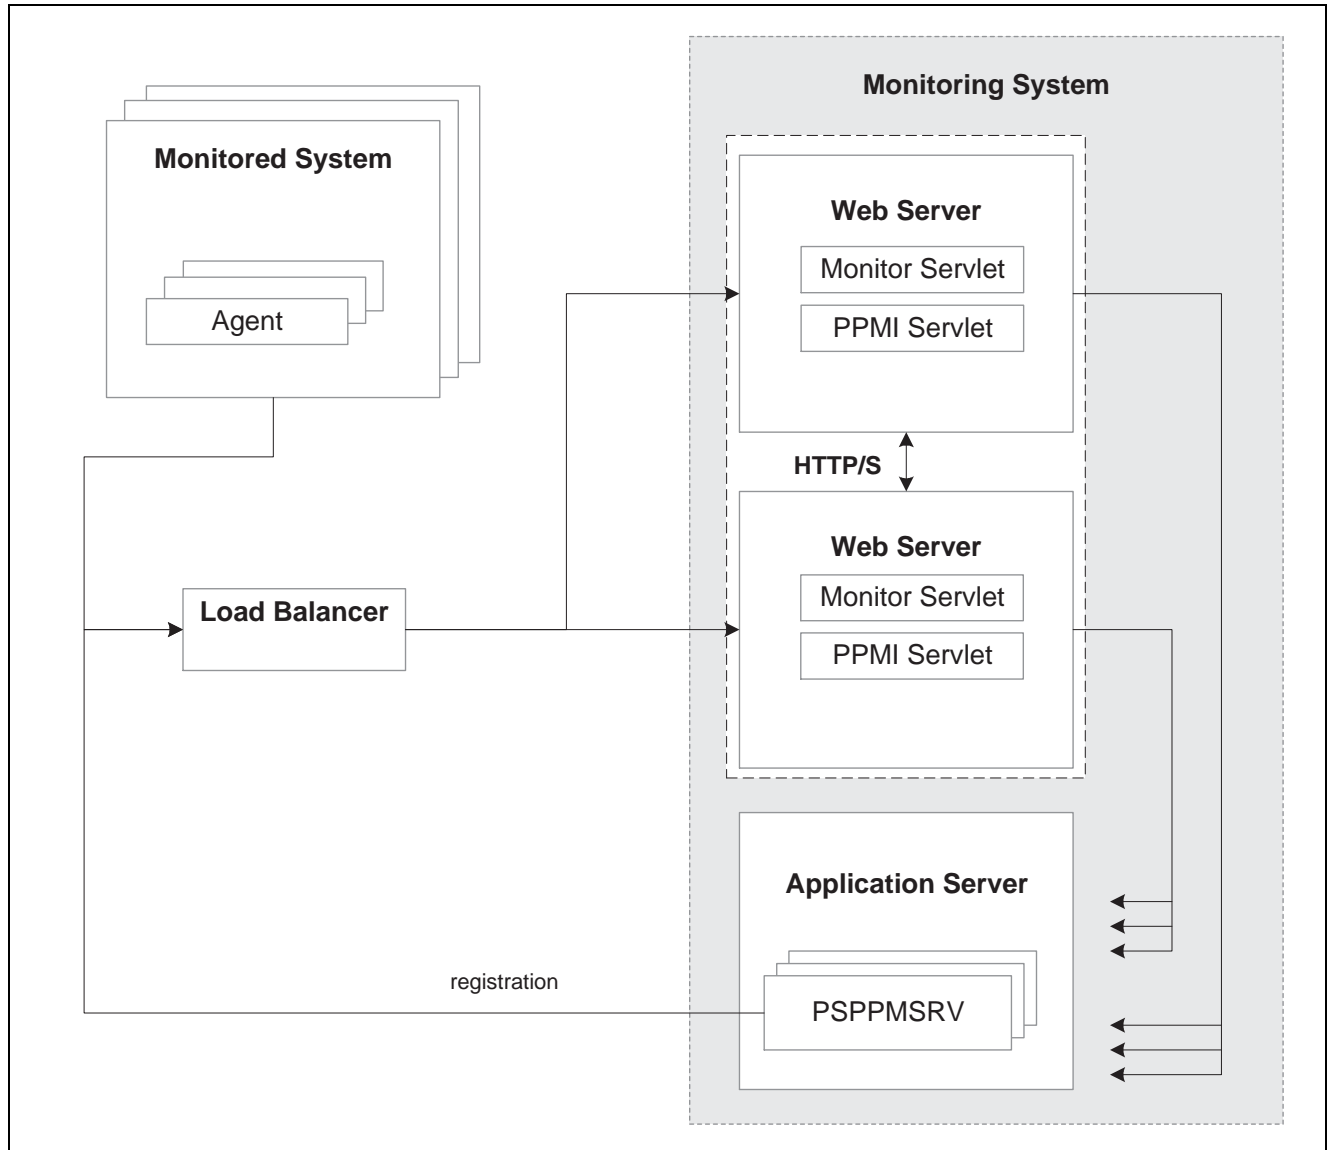 Monitoring System
Monitored System
Agent
Web Server
Monitor Servlet
PPMI Servlet
HTTP/S
Web Server
Monitor Servlet
PPMI Servlet
Load Balancer
Application Server
PSPPMSRV
registration